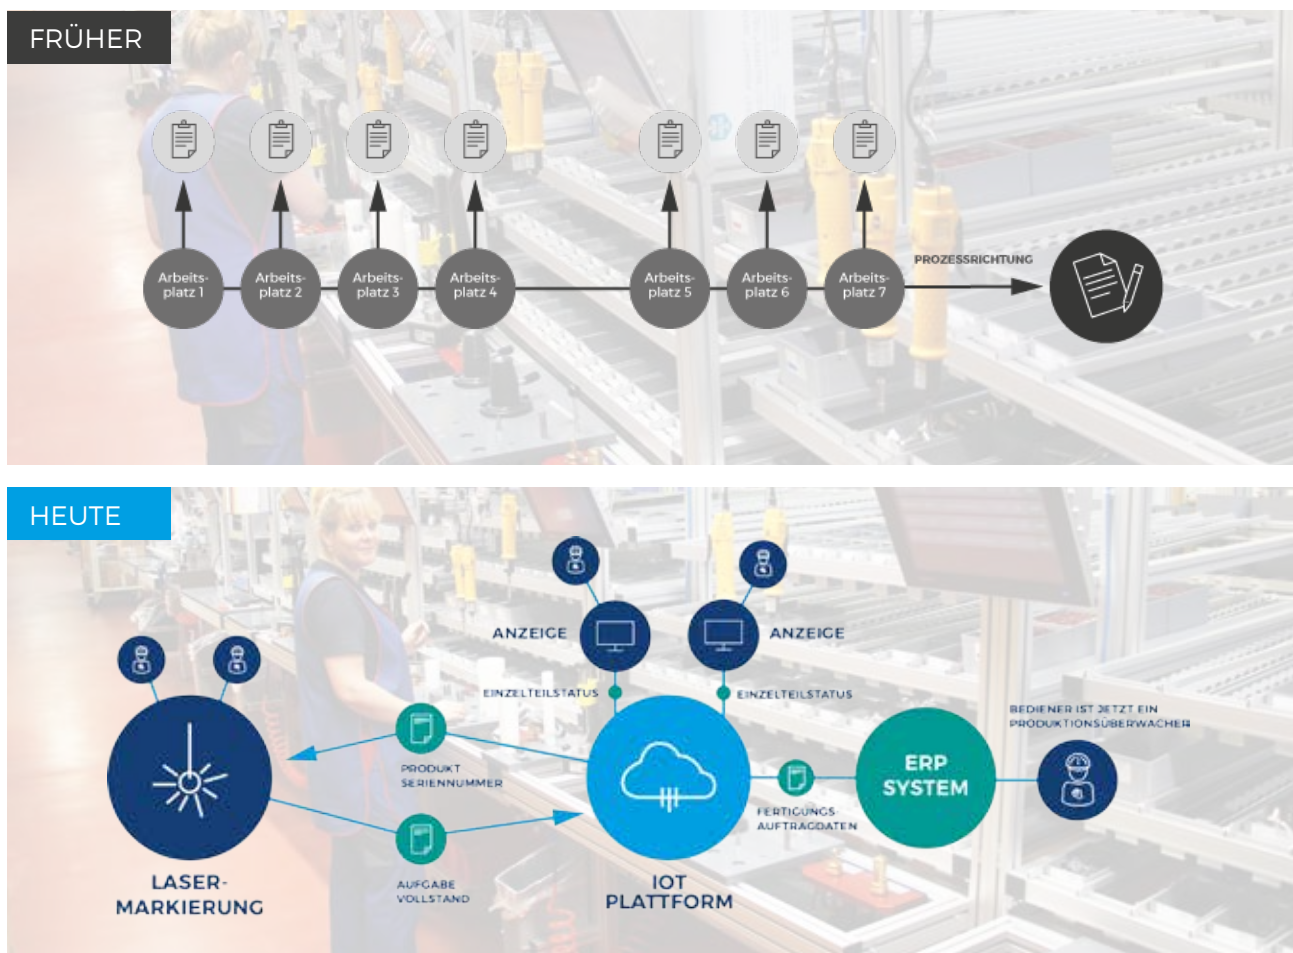 FRÜHER
Arbeits-
platz 1
Arbeits-
platz 2
Arbeits-
platz 3
Arbeits-
platz 4
Arbeits-
platz 5
Arbeits-
platz 6
Arbeits-
platz 7
PROZESSRICHTUNG
HEUTE
ANZEIGE
ANZEIGE
EINZELTEILSTATUS
EINZELTEILSTATUS
BEDIENER IST JETZT EIN
PRODUKTIONSÜBERWACHER
PRODUKT
SERIENNUMMER
ERP
SYSTEM
FERTIGUNGS-
AUFTRAGDATEN
AUFGABE
VOLLSTAND
LASER-
MARKIERUNG
IOT
PLATTFORM